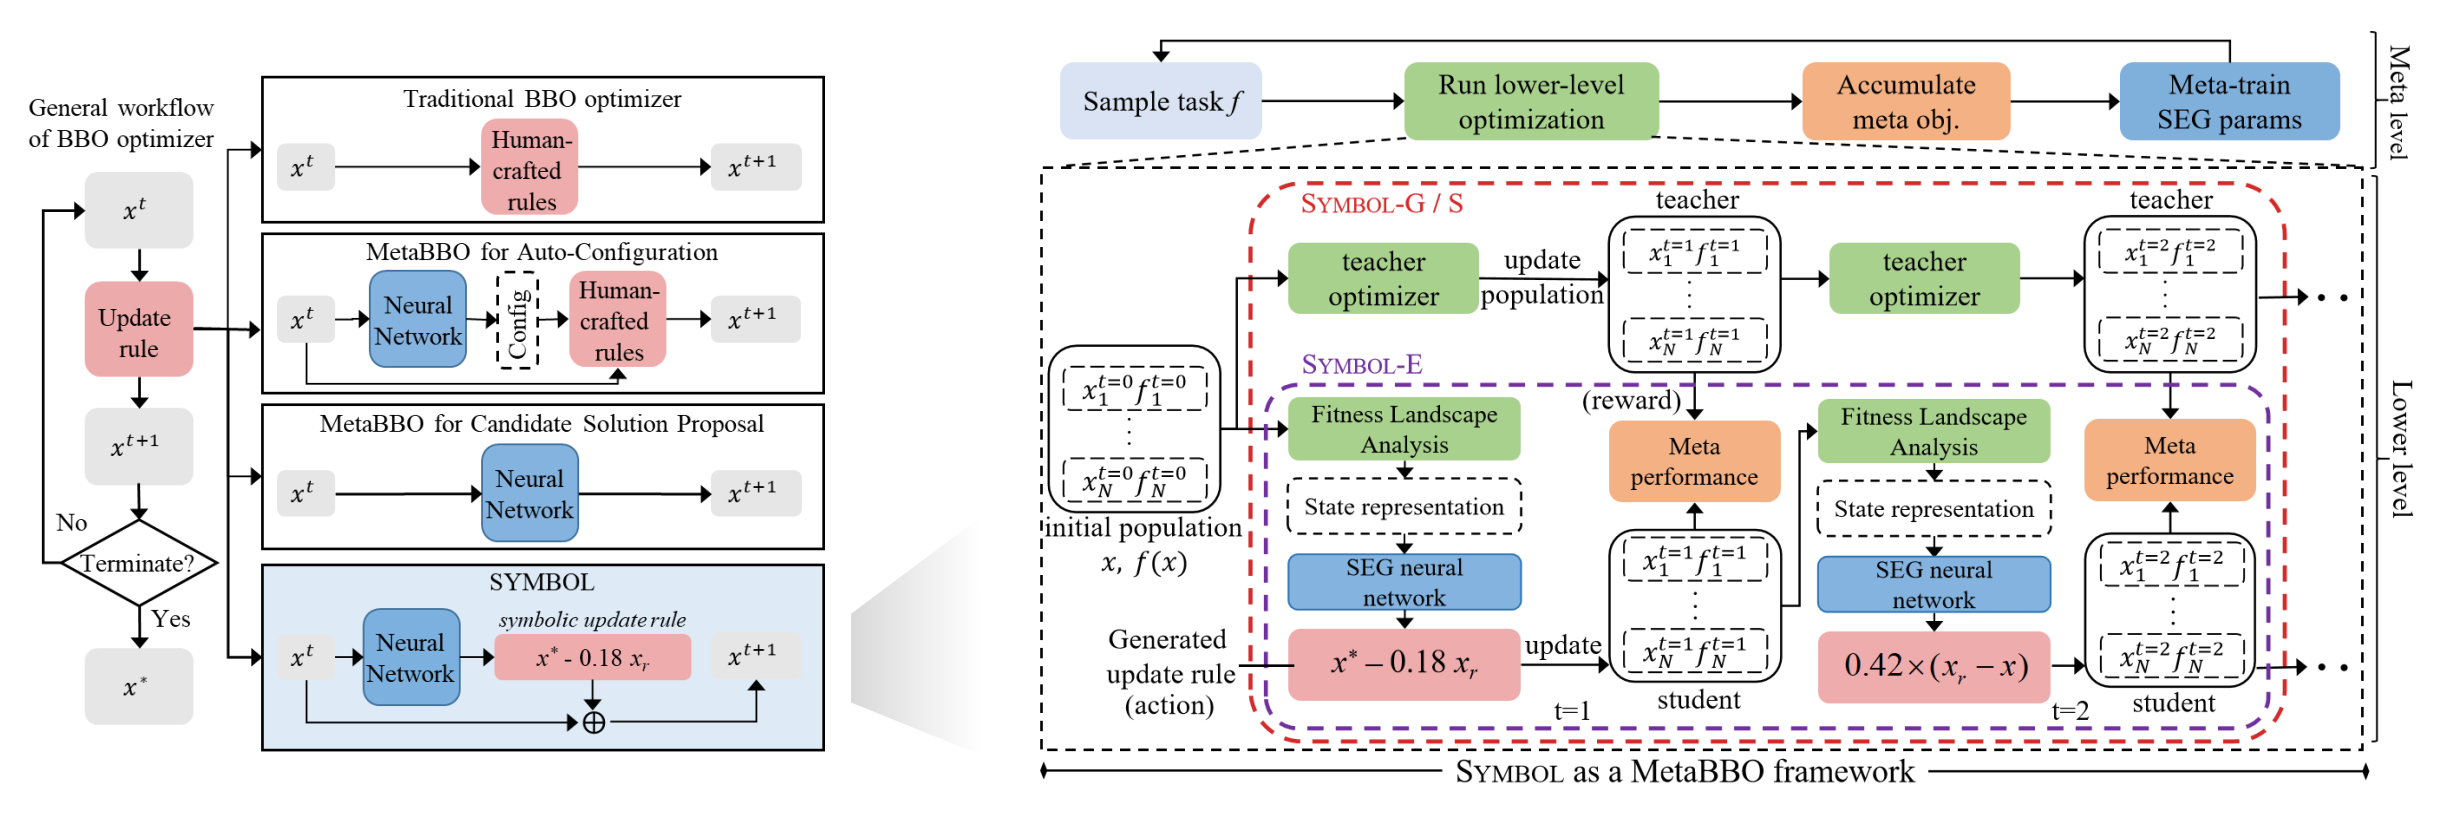 General workflow
of BBO optimizer
x^t
Update
rule
x^{t+1}
No
Terminate?
Yes
x^*
Traditional BBO optimizer
x^t
Human-
crafted
rules
x^{t+1}
MetaBBO for Auto-Configuration
x^t
Neural
Network
Config
Human-
crafted
rules
x^{t+1}
MetaBBO for Candidate Solution Proposal
x^t
Neural
Network
x^{t+1}
SYMBOL
x^t
Neural
Network
symbolic update rule
x^* - 0.18 x_r
x^{t+1}
Sample task f
Run lower-level
optimization
Accumulate
meta obj.
Meta-train
SEG params
Meta level
SYMBOL-G / S
teacher
optimizer
update
population
teacher
x_1^{t=1} f_1^{t=1}
⋮
x_N^{t=1} f_N^{t=1}
teacher
optimizer
teacher
x_1^{t=2} f_1^{t=2}
⋮
x_N^{t=2} f_N^{t=2}
· ·
x_1^{t=0} f_1^{t=0}
⋮
x_N^{t=0} f_N^{t=0}
initial population
x, f(x)
SYMBOL-E
Fitness Landscape
Analysis
State representation
SEG neural
network
Generated
update rule
(action)
x^* – 0.18 x_r
update
(reward)
Meta
performance
x_1^{t=1} f_1^{t=1}
⋮
x_N^{t=1} f_N^{t=1}
student
t=1
Fitness Landscape
Analysis
State representation
SEG neural
network
0.42×(x_r – x)
Meta
performance
x_1^{t=2} f_1^{t=2}
⋮
x_N^{t=2} f_N^{t=2}
student
t=2
· ·
Lower level
SYMBOL as a MetaBBO framework